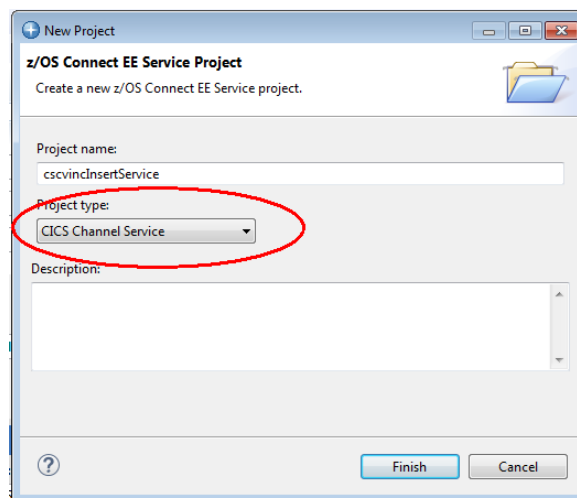 New Project
z/OS Connect EE Service Project
Create a new z/OS Connect EE Service project.
Project name:
cscvincInsertService
Project type:
CICS Channel Service
Description:
?
Finish
Cancel